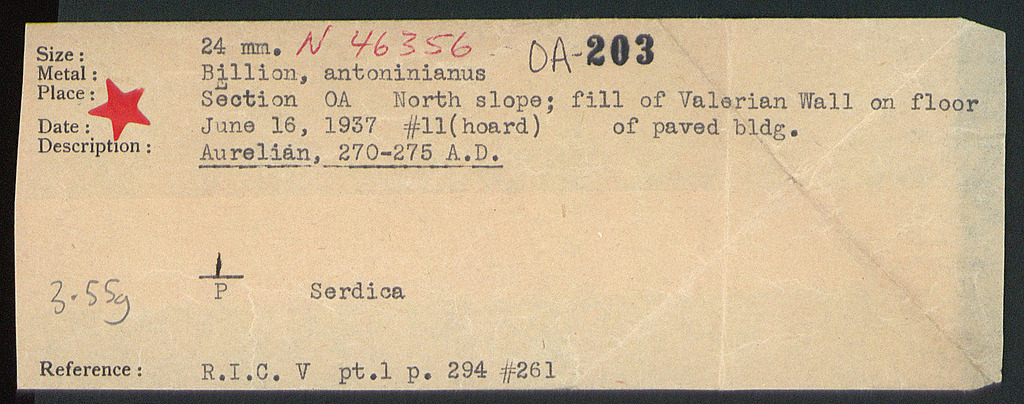 Size: 24 mm. N 46356 OA-203
Metal: Billion, antoninianus
Place: Section OA North slope; fill of Valerian Wall on floor
Date: June 16, 1937 #11(hoard) of paved bldg.
Description: Aurelian, 270-275 A.D.
3.55g
P Serdica
Reference: R.I.C. V pt.1 p. 294 #261